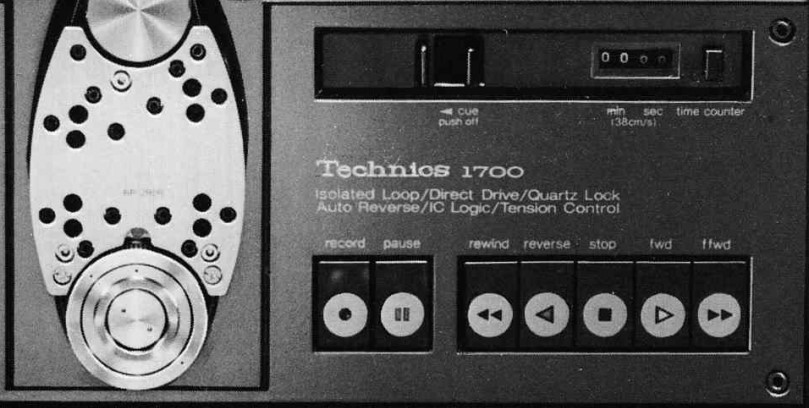 0 0 0 0
◄ cue
push off
min sec time counter
(38cm/s)
Technics 1700
Isolated Loop/Direct Drive/Quartz Lock
Auto Reverse/IC Logic/Tension Control
record pause rewind reverse stop fwd ffwd